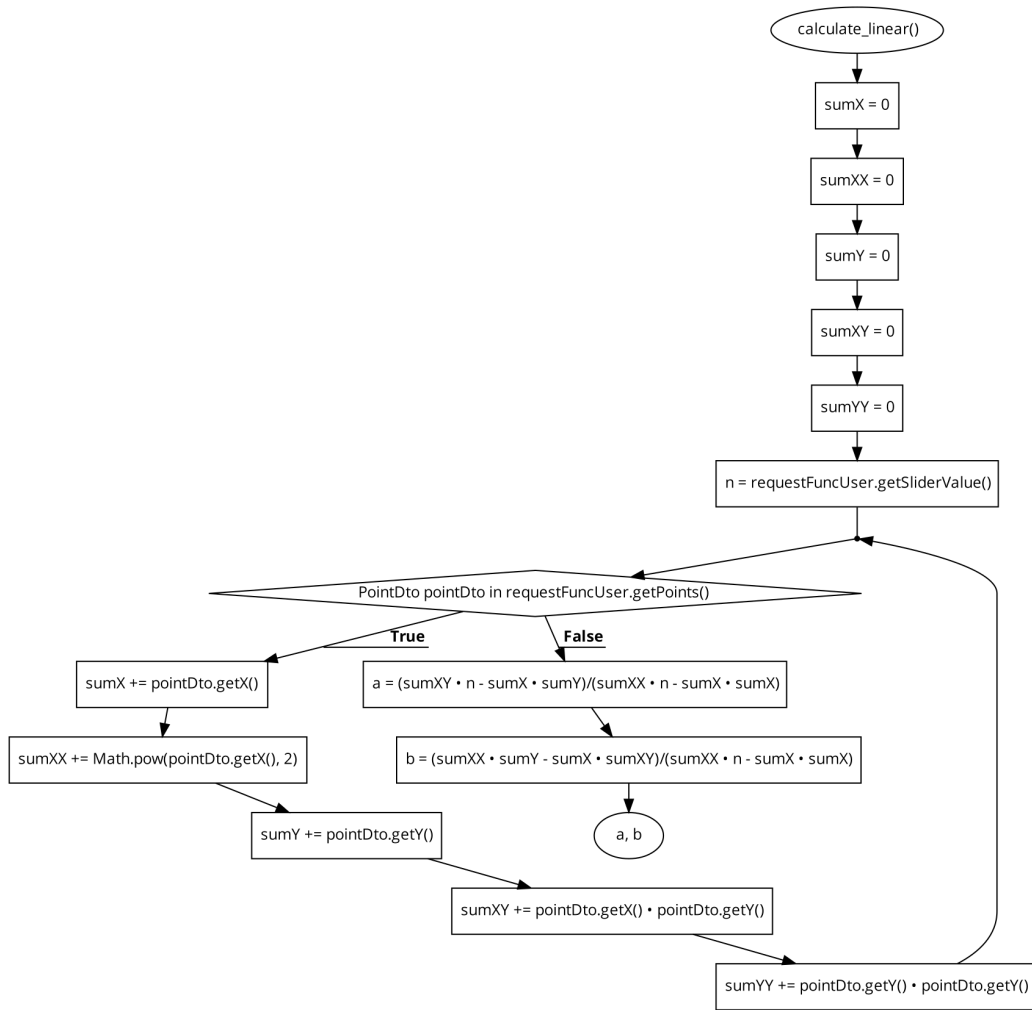 calculate_linear()
sumX = 0
sumXX = 0
sumY = 0
sumXY = 0
sumYY = 0
n = requestFuncUser.getSliderValue()
PointDto pointDto in requestFuncUser.getPoints()
True
False
sumX += pointDto.getX()
a = (sumXY • n - sumX • sumY)/(sumXX • n - sumX • sumX)
sumXX += Math.pow(pointDto.getX(), 2)
b = (sumXX • sumY - sumX • sumXY)/(sumXX • n - sumX • sumX)
sumY += pointDto.getY()
a, b
sumXY += pointDto.getX() • pointDto.getY()
sumYY += pointDto.getY() • pointDto.getY()